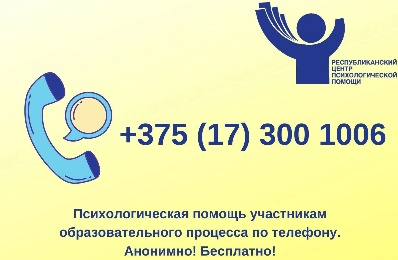 РЕСПУБЛИКАНСКИЙ
ЦЕНТР
ПСИХОЛОГИЧЕСКОЙ
ПОМОЩИ
+375 (17) 300 1006
Психологическая помощь участникам
образовательного процесса по телефону.
Анонимно! Бесплатно!